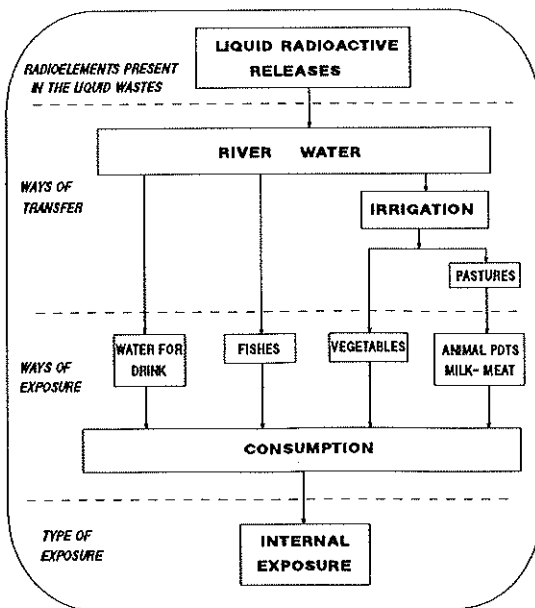 LIQUID RADIOACTIVE
RELEASES
RADIOELEMENTS PRESENT
IN THE LIQUID WASTES
RIVER WATER
WAYS OF
TRANSFER
IRRIGATION
PASTURES
WAYS OF
EXPOSURE
WATER FOR
DRINK
FISHES
VEGETABLES
ANIMAL PDTS
MILK- MEAT
CONSUMPTION
TYPE OF
EXPOSURE
INTERNAL
EXPOSURE